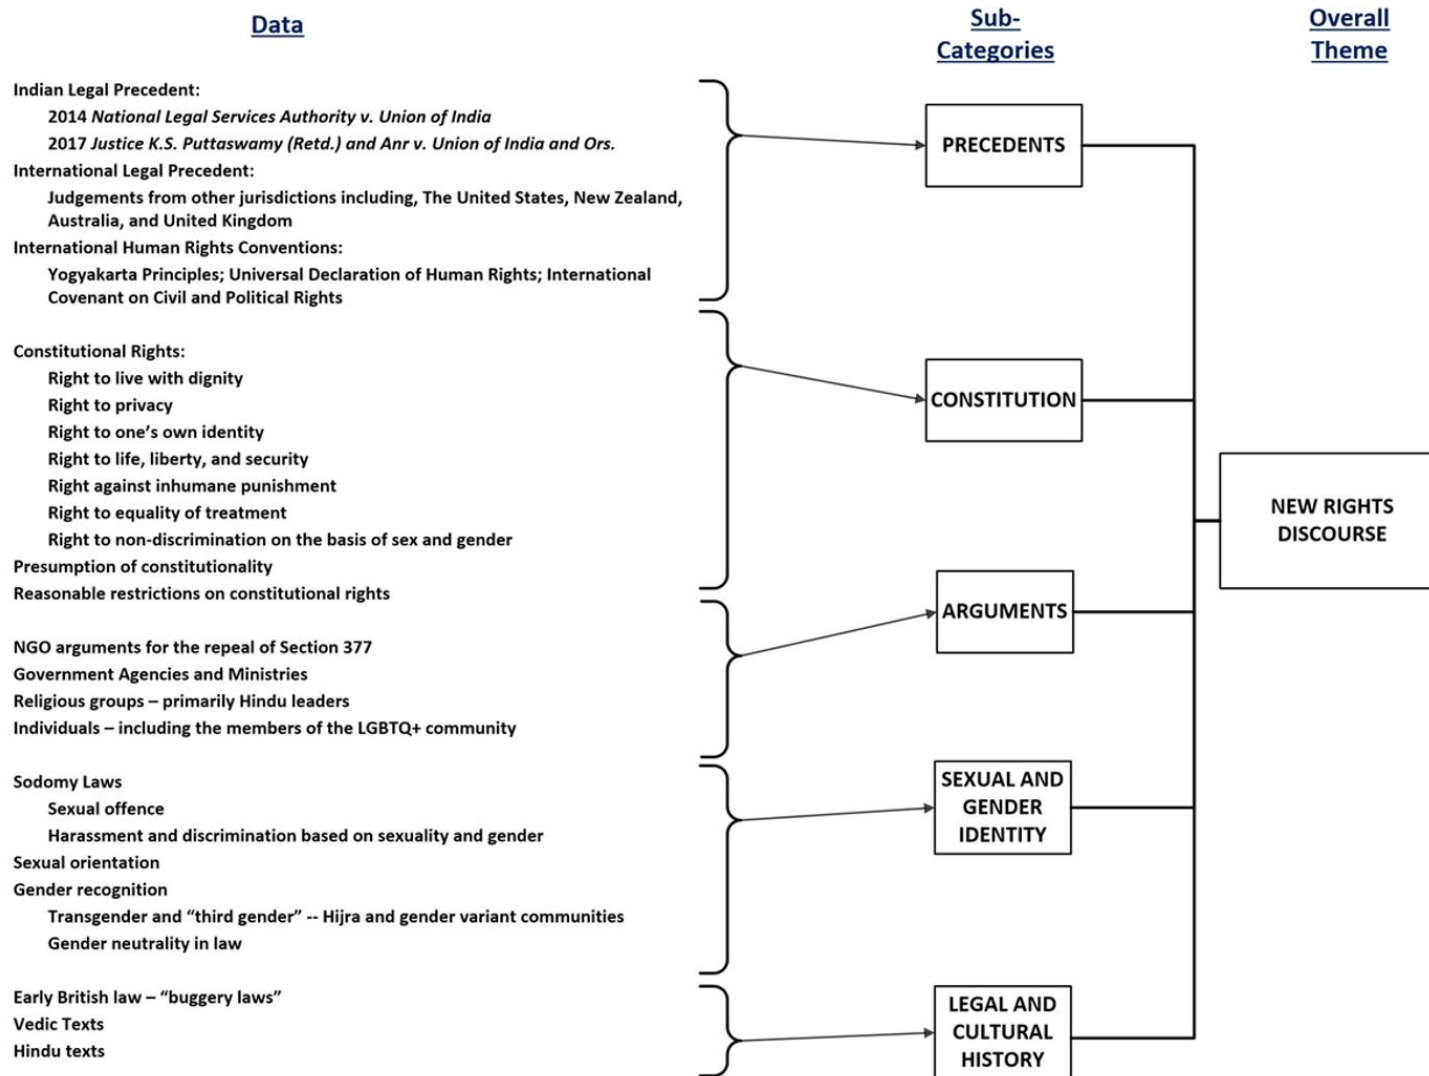 Data
Sub-
Categories
Overall
Theme
Indian Legal Precedent:
2014 National Legal Services Authority v. Union of India
2017 Justice K.S. Puttaswamy (Retd.) and Anr v. Union of India and Ors.
International Legal Precedent:
Judgements from other jurisdictions including, The United States, New Zealand,
Australia, and United Kingdom
International Human Rights Conventions:
Yogyakarta Principles; Universal Declaration of Human Rights; International
Covenant on Civil and Political Rights
PRECEDENTS
Constitutional Rights:
Right to live with dignity
Right to privacy
Right to one’s own identity
Right to life, liberty, and security
Right against inhumane punishment
Right to equality of treatment
Right to non-discrimination on the basis of sex and gender
Presumption of constitutionality
Reasonable restrictions on constitutional rights
CONSTITUTION
NGO arguments for the repeal of Section 377
Government Agencies and Ministries
Religious groups – primarily Hindu leaders
Individuals – including the members of the LGBTQ+ community
ARGUMENTS
Sodomy Laws
Sexual offence
Harassment and discrimination based on sexuality and gender
Sexual orientation
Gender recognition
Transgender and “third gender” -- Hijra and gender variant communities
Gender neutrality in law
SEXUAL AND
GENDER
IDENTITY
Early British law – “buggery laws”
Vedic Texts
Hindu texts
LEGAL AND
CULTURAL
HISTORY
NEW RIGHTS
DISCOURSE